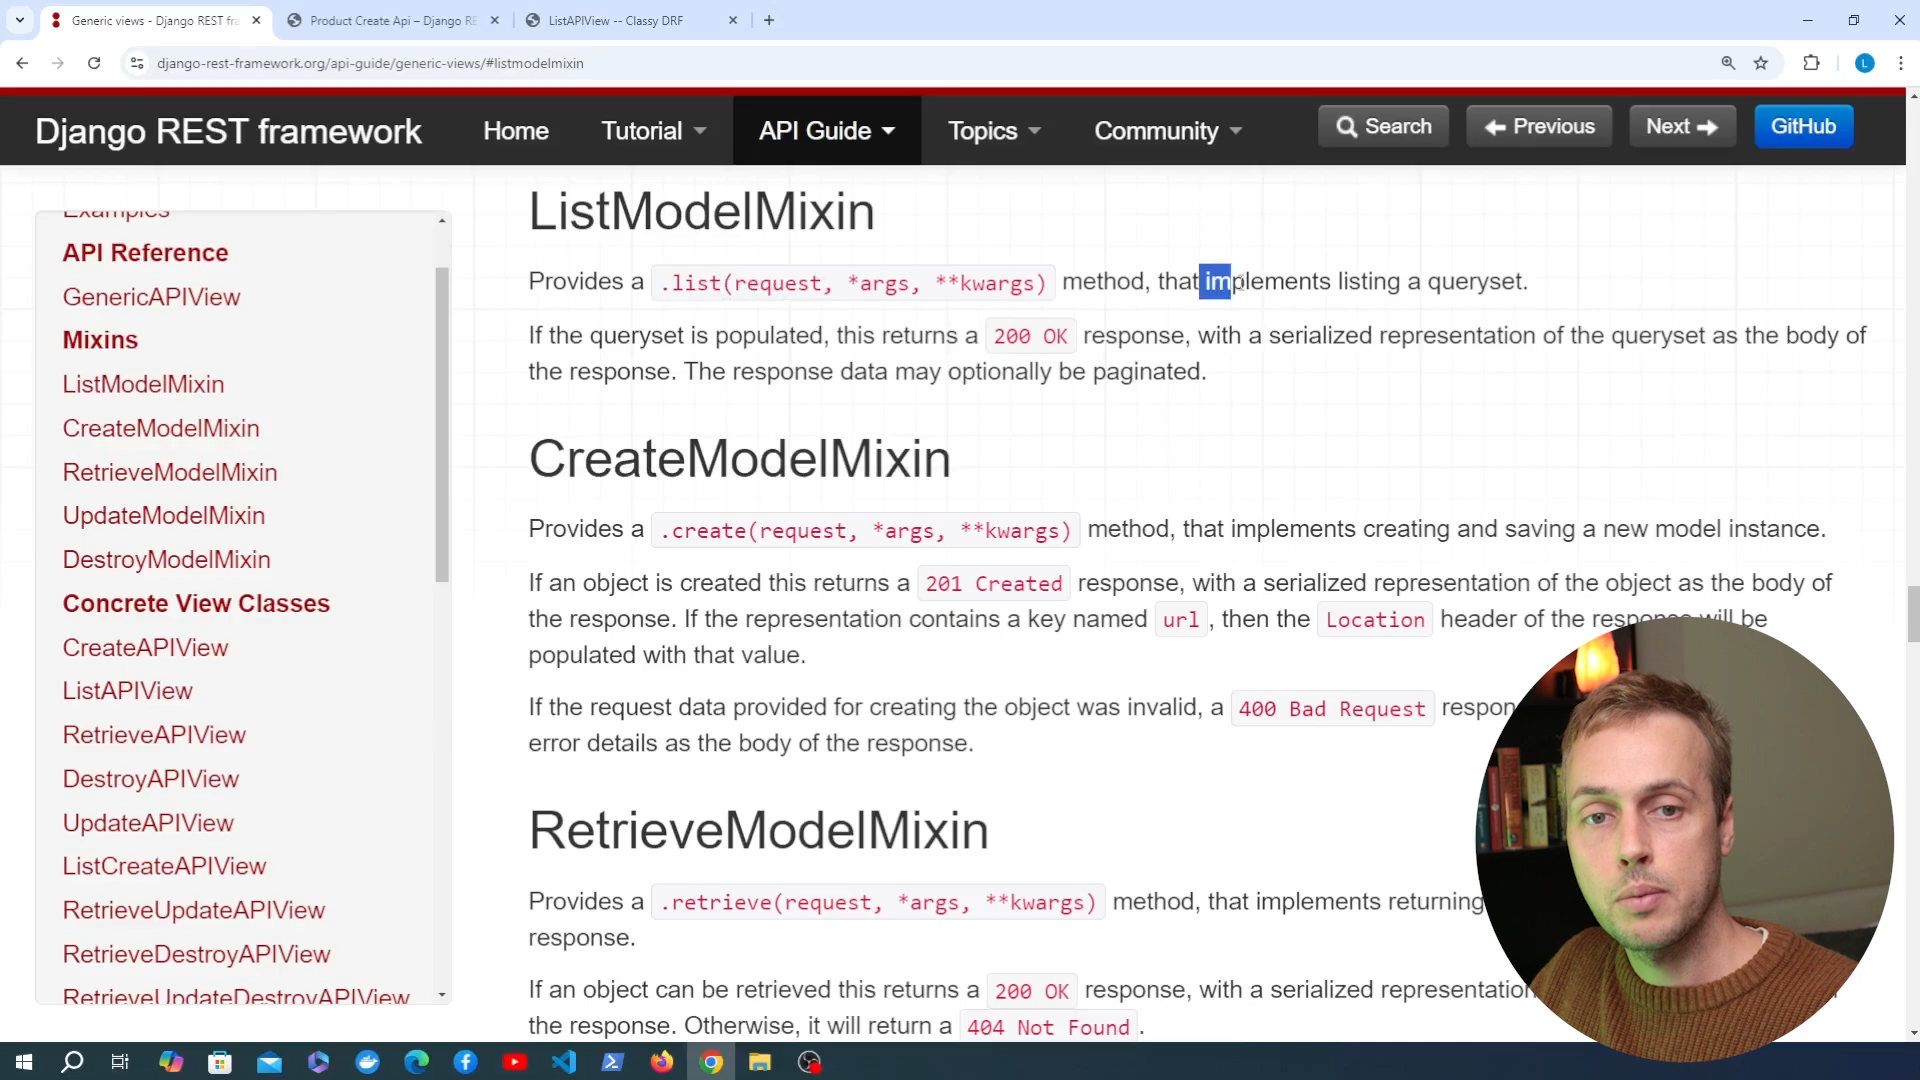 Generic views - Django REST fra
Product Create Api – Django RE
ListAPIView -- Classy DRF
django-rest-framework.org/api-guide/generic-views/#listmodelmixin
L
Django REST framework
Home
Tutorial
API Guide
Topics
Community
Search
Previous
Next
GitHub
Examples
API Reference
GenericAPIView
Mixins
ListModelMixin
CreateModelMixin
RetrieveModelMixin
UpdateModelMixin
DestroyModelMixin
Concrete View Classes
CreateAPIView
ListAPIView
RetrieveAPIView
DestroyAPIView
UpdateAPIView
ListCreateAPIView
RetrieveUpdateAPIView
RetrieveDestroyAPIView
RetrieveUpdateDestroyAPIView
ListModelMixin
Provides a .list(request, *args, **kwargs) method, that implements listing a queryset.
If the queryset is populated, this returns a 200 OK response, with a serialized representation of the queryset as the body of
the response. The response data may optionally be paginated.
CreateModelMixin
Provides a .create(request, *args, **kwargs) method, that implements creating and saving a new model instance.
If an object is created this returns a 201 Created response, with a serialized representation of the object as the body of
the response. If the representation contains a key named url, then the Location header of the response will be
populated with that value.
If the request data provided for creating the object was invalid, a 400 Bad Request respon
error details as the body of the response.
RetrieveModelMixin
Provides a .retrieve(request, *args, **kwargs) method, that implements returning
response.
If an object can be retrieved this returns a 200 OK response, with a serialized representation
the response. Otherwise, it will return a 404 Not Found.